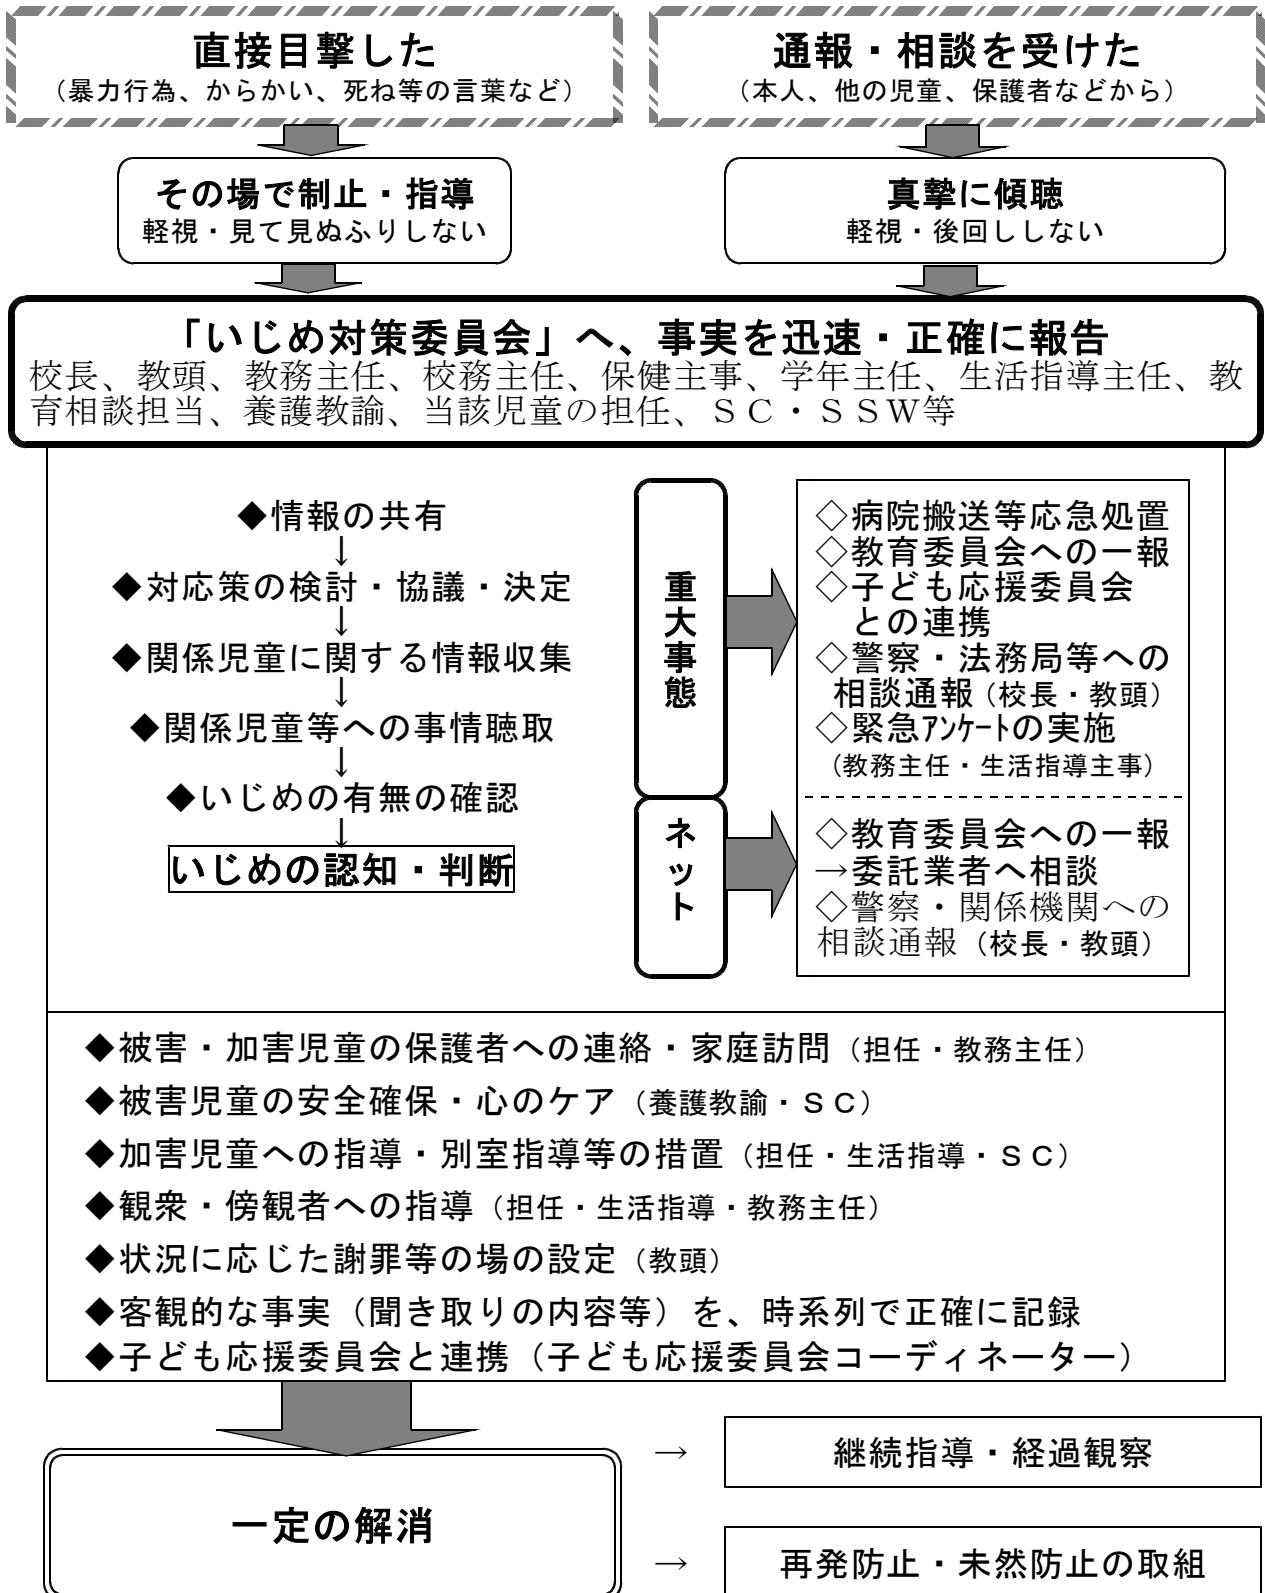 直接目撃した
（暴力行為、からかい、死ね等の言葉など）
通報・相談を受けた
（本人、他の児童、保護者などから）
その場で制止・指導
軽視・見て見ぬふりしない
真摯に傾聴
軽視・後回ししない
「いじめ対策委員会」へ、事実を迅速・正確に報告
校長、教頭、教務主任、校務主任、保健主事、学年主任、生活指導主任、教
育相談担当、養護教諭、当該児童の担任、ＳＣ・ＳＳＷ等
◆情報の共有
↓
◆対応策の検討・協議・決定
↓
◆関係児童に関する情報収集
↓
◆関係児童等への事情聴取
↓
◆いじめの有無の確認
↓
いじめの認知・判断
重大事態
◇病院搬送等応急処置
◇教育委員会への一報
◇子ども応援委員会
との連携
◇警察・法務局等への
相談通報（校長・教頭）
◇緊急ｱﾝｹｰﾄの実施
（教務主任・生活指導主事）
ネット
◇教育委員会への一報
→委託業者へ相談
◇警察・関係機関への
相談通報（校長・教頭）
◆被害・加害児童の保護者への連絡・家庭訪問（担任・教務主任）
◆被害児童の安全確保・心のケア（養護教諭・ＳＣ）
◆加害児童への指導・別室指導等の措置（担任・生活指導・ＳＣ）
◆観衆・傍観者への指導（担任・生活指導・教務主任）
◆状況に応じた謝罪等の場の設定（教頭）
◆客観的な事実（聞き取りの内容等）を、時系列で正確に記録
◆子ども応援委員会と連携（子ども応援委員会コーディネーター）
一定の解消
→
継続指導・経過観察
→
再発防止・未然防止の取組